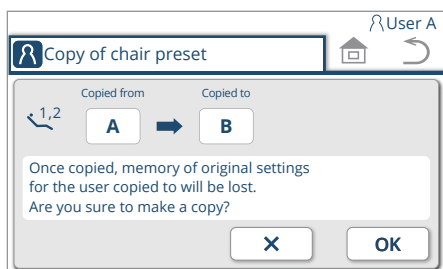 User A
Copy of chair preset
Copied from
Copied to
1,2
A
B
Once copied, memory of original settings
for the user copied to will be lost.
Are you sure to make a copy?
OK